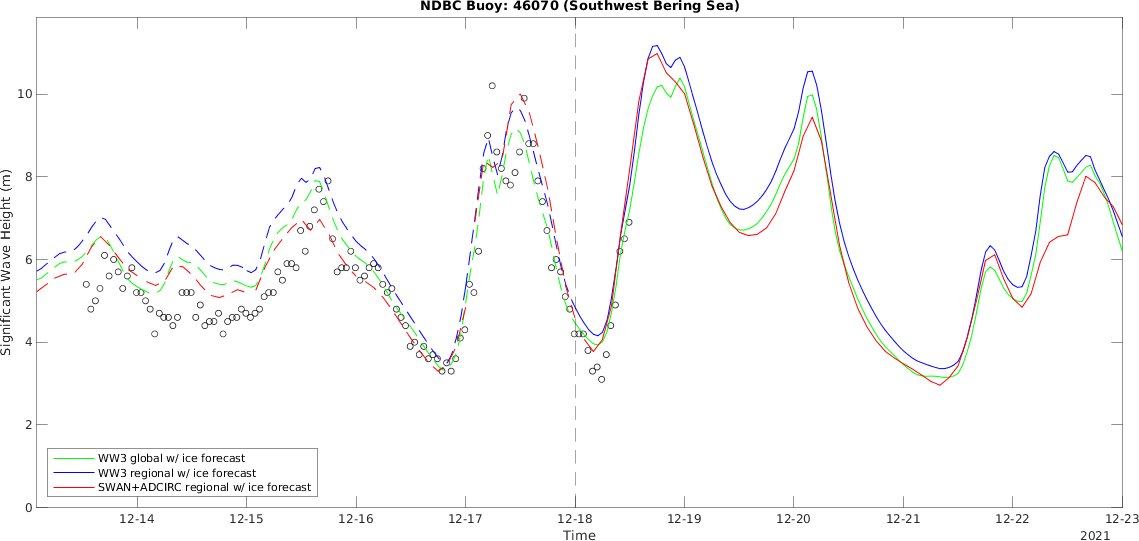 NDBC Buoy: 46070 (Southwest Bering Sea)
Significant Wave Height (m)
10
8
6
4
2
0
WW3 global w/ ice forecast
WW3 regional w/ ice forecast
SWAN+ADCIRC regional w/ ice forecast
12-14 12-15 12-16 12-17 12-18 12-19 12-20 12-21 12-22 12-23
Time
2021